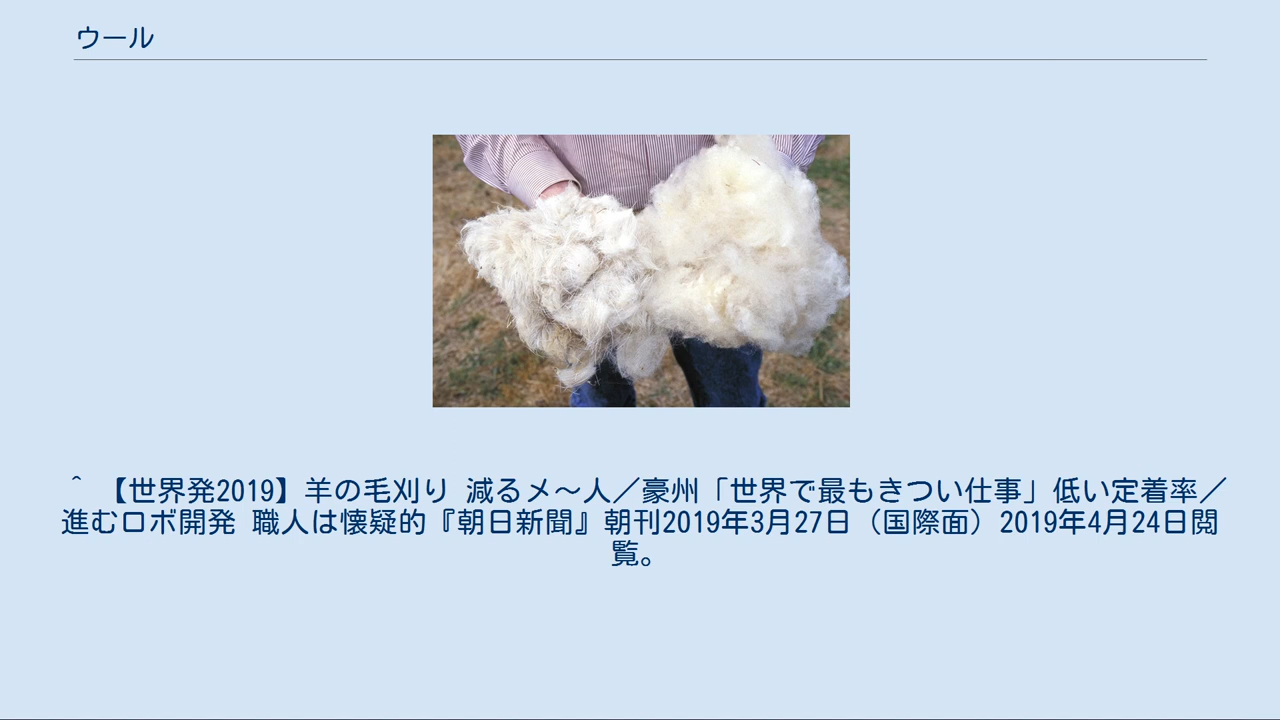 ウール
^ 【世界発2019】羊の毛刈り 減るメ～人／豪州「世界で最もきつい仕事」低い定着率／
進むロボ開発 職人は懐疑的『朝日新聞』朝刊2019年3月27日（国際面）2019年4月24日閲
覧。